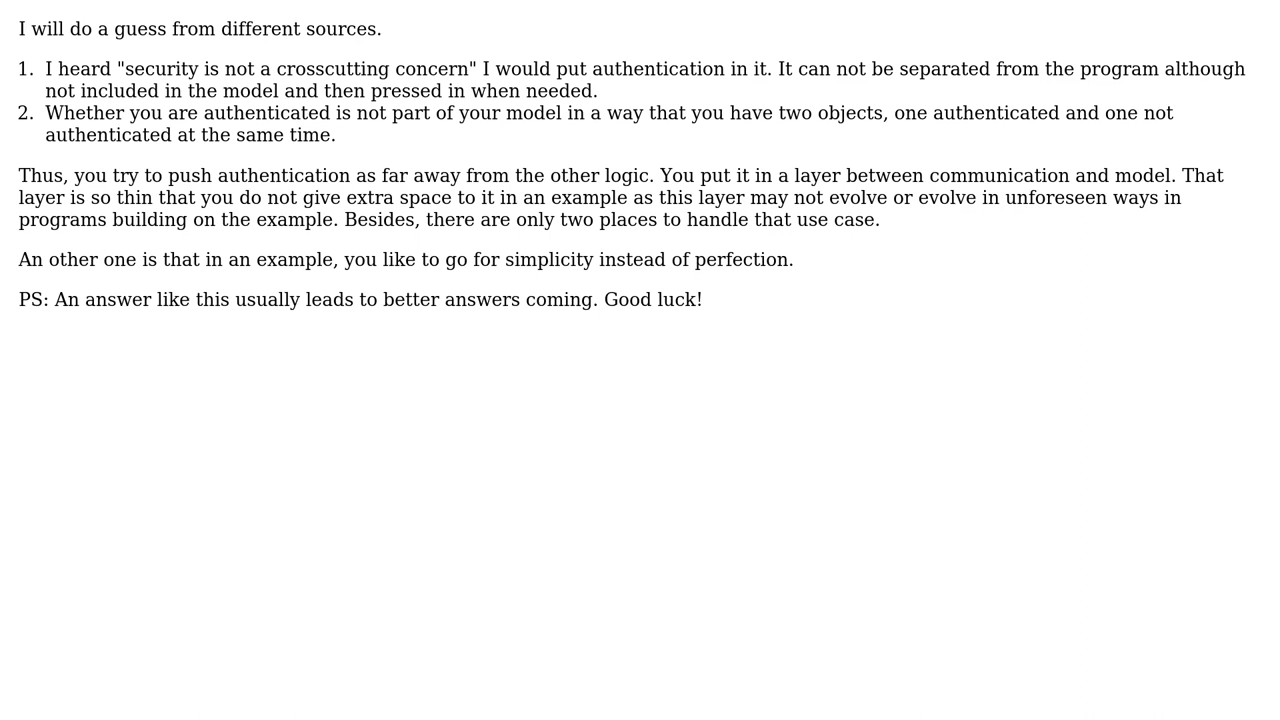 I will do a guess from different sources.
1. I heard "security is not a crosscutting concern" I would put authentication in it. It can not be separated from the program although
not included in the model and then pressed in when needed.
2. Whether you are authenticated is not part of your model in a way that you have two objects, one authenticated and one not
authenticated at the same time.
Thus, you try to push authentication as far away from the other logic. You put it in a layer between communication and model. That
layer is so thin that you do not give extra space to it in an example as this layer may not evolve or evolve in unforeseen ways in
programs building on the example. Besides, there are only two places to handle that use case.
An other one is that in an example, you like to go for simplicity instead of perfection.
PS: An answer like this usually leads to better answers coming. Good luck!